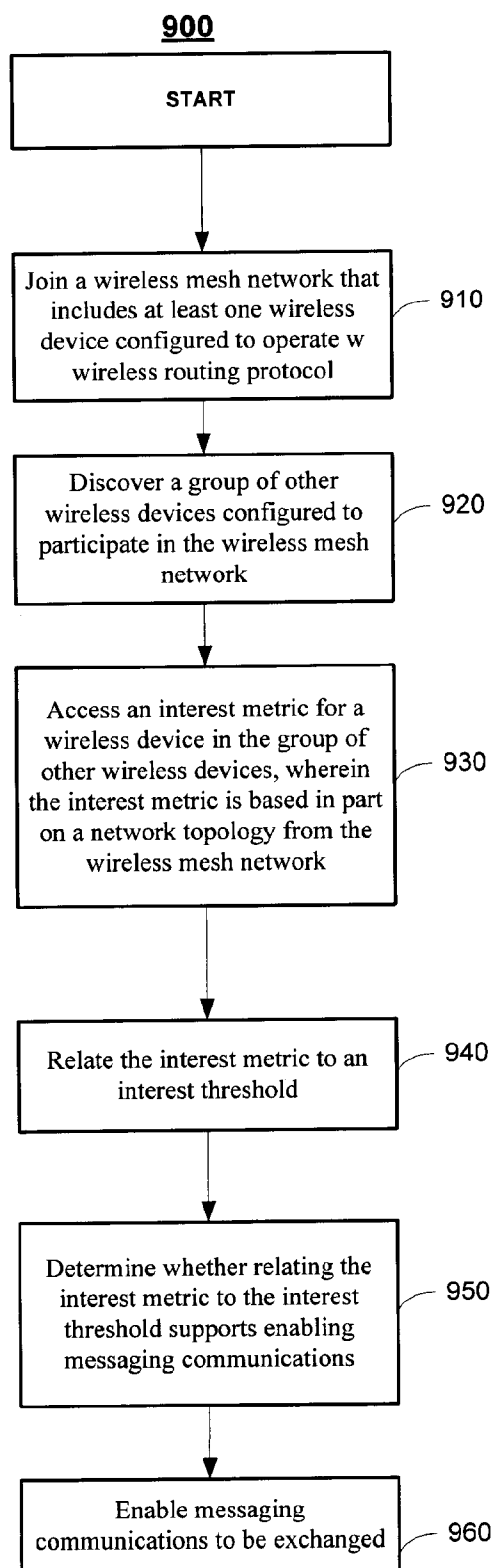 900
START
Join a wireless mesh network that
includes at least one wireless
device configured to operate w
wireless routing protocol
910
Discover a group of other
wireless devices configured to
participate in the wireless mesh
network
920
Access an interest metric for a
wireless device in the group of
other wireless devices, wherein
the interest metric is based in part
on a network topology from the
wireless mesh network
930
Relate the interest metric to an
interest threshold
940
Determine whether relating the
interest metric to the interest
threshold supports enabling
messaging communications
950
Enable messaging
communications to be exchanged
960